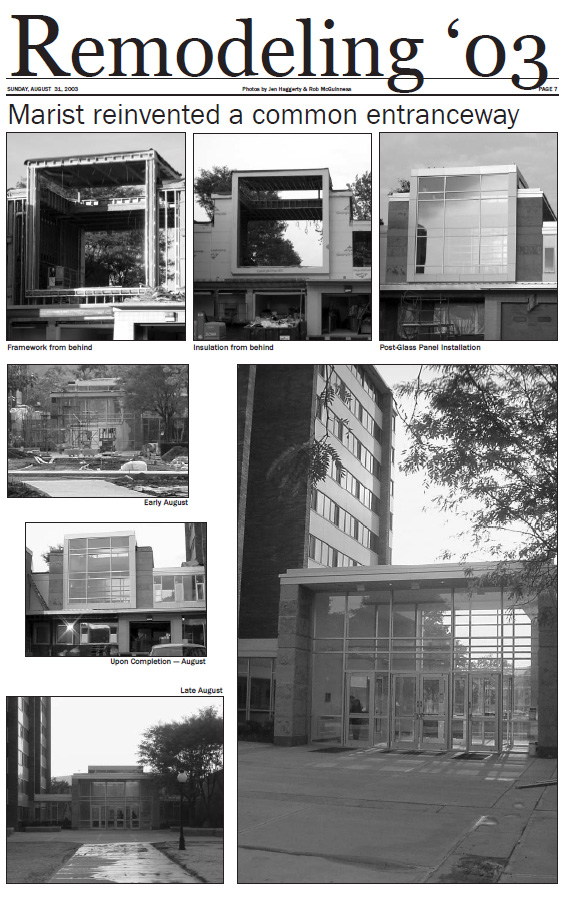 Remodeling ‘03
SUNDAY, AUGUST 31, 2003 Photos by Jen Haggerty & Rob McGuinness PAGE 7
Marist reinvented a common entranceway
Framework from behind Insulation from behind Post-Glass Panel Installation
Early August
Upon Completion — August
Late August